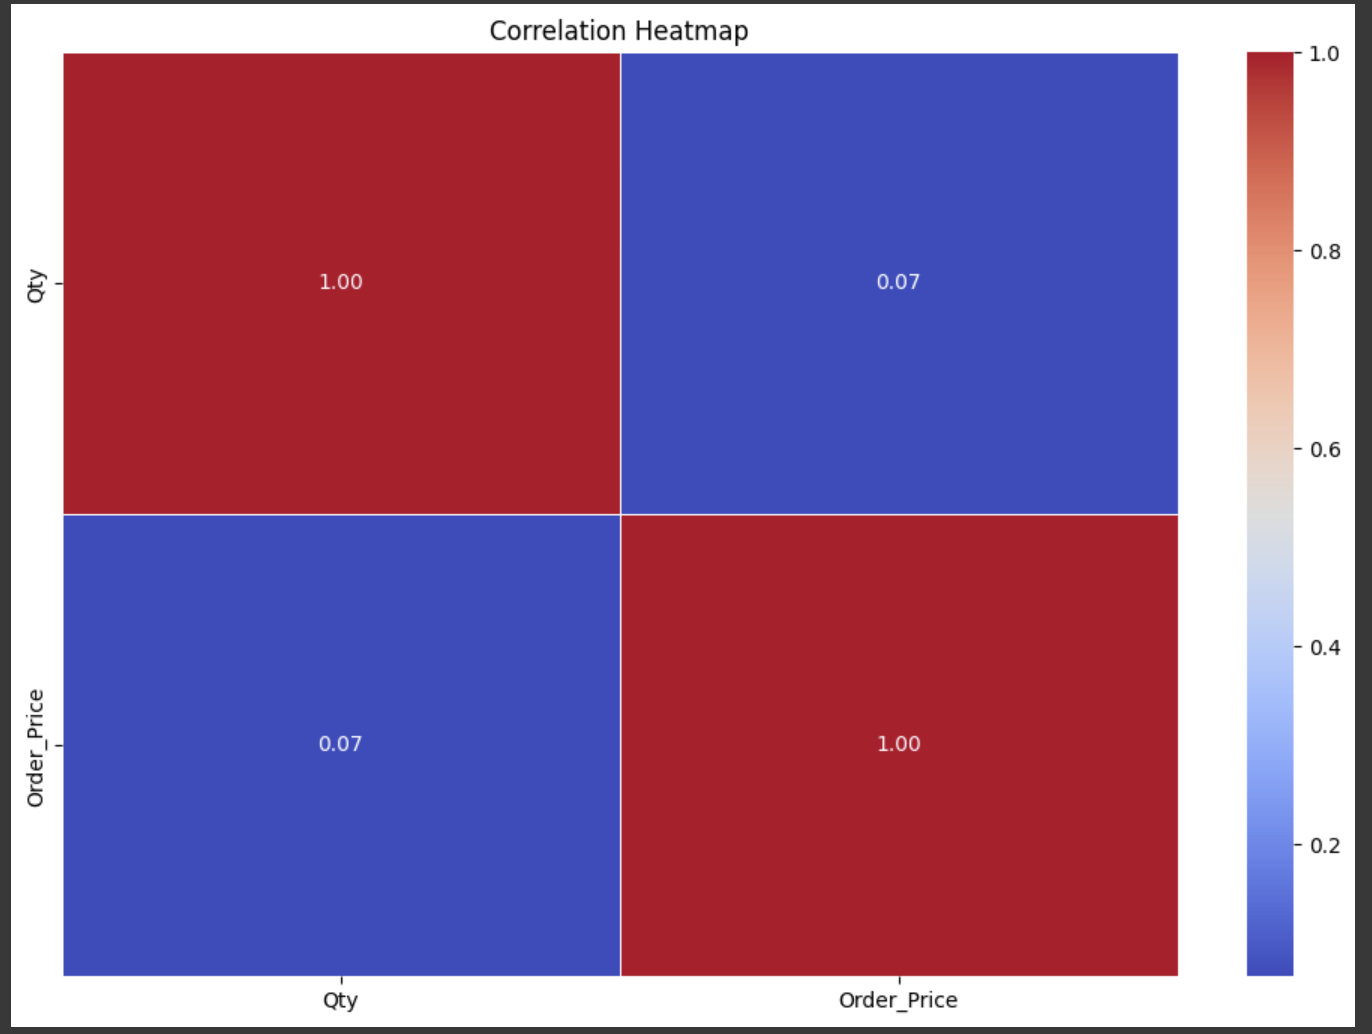 Correlation Heatmap
Qty
1.00
0.07
Order_Price
0.07
1.00
Qty
Order_Price
1.0
0.8
0.6
0.4
0.2